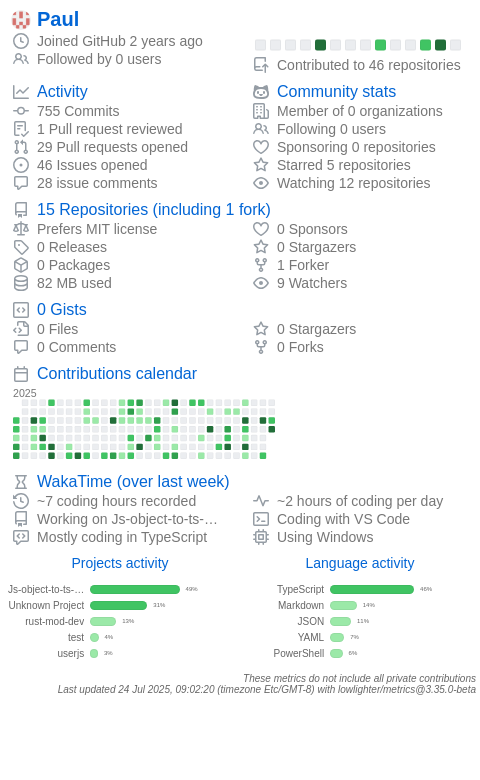 Paul
Joined GitHub 2 years ago
Followed by 0 users
Contributed to 46 repositories
Activity
755 Commits
1 Pull request reviewed
29 Pull requests opened
46 Issues opened
28 issue comments
Community stats
Member of 0 organizations
Following 0 users
Sponsoring 0 repositories
Starred 5 repositories
Watching 12 repositories
15 Repositories (including 1 fork)
Prefers MIT license
0 Releases
0 Packages
82 MB used
0 Sponsors
0 Stargazers
1 Forker
9 Watchers
0 Gists
0 Files
0 Comments
0 Stargazers
0 Forks
Contributions calendar
2025
WakaTime (over last week)
~7 coding hours recorded
Working on Js-object-to-ts-…
Mostly coding in TypeScript
~2 hours of coding per day
Coding with VS Code
Using Windows
Projects activity
Js-object-to-ts-… 49%
Unknown Project 31%
rust-mod-dev 13%
test 4%
userjs 3%
Language activity
TypeScript 46%
Markdown 14%
JSON 11%
YAML 7%
PowerShell 6%
These metrics do not include all private contributions
Last updated 24 Jul 2025, 09:02:20 (timezone Etc/GMT-8) with lowlighter/metrics@3.35.0-beta